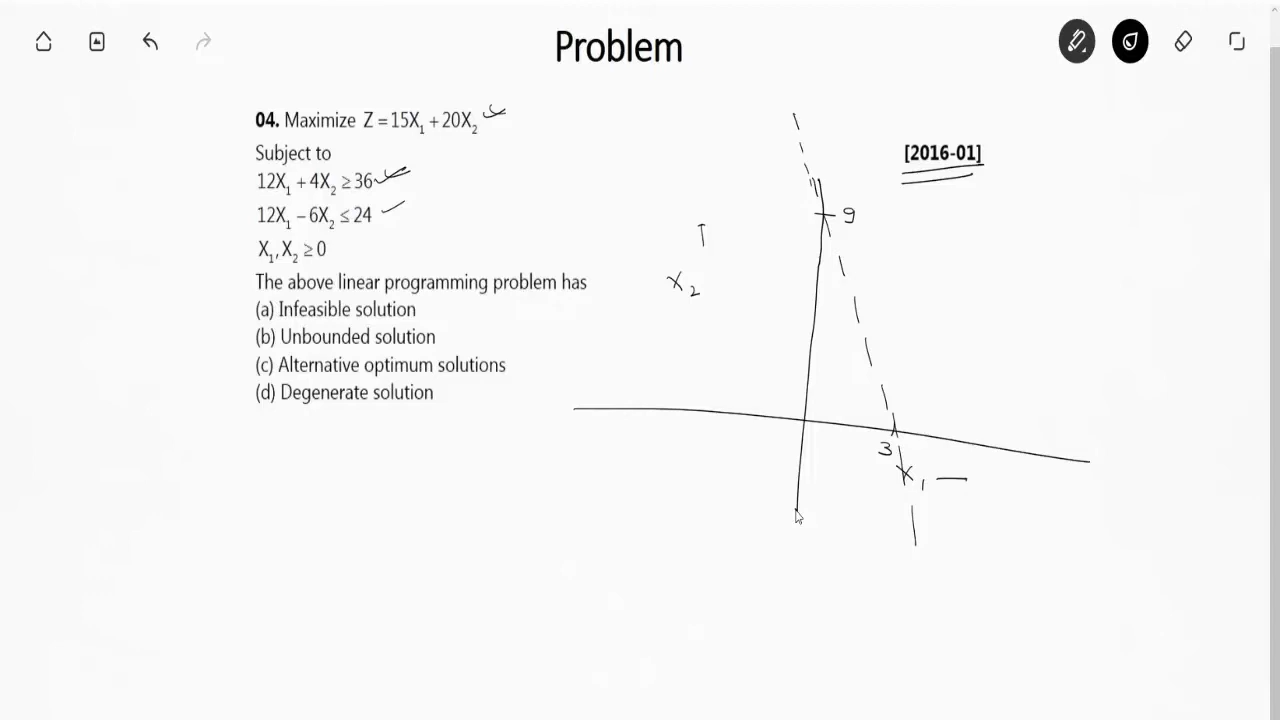 Problem
04. Maximize Z = 15X₁ + 20X₂
[2016-01]
Subject to
12X₁ + 4X₂ ≥ 36
12X₁ − 6X₂ ≤ 24
X₁, X₂ ≥ 0
The above linear programming problem has
(a) Infeasible solution
(b) Unbounded solution
(c) Alternative optimum solutions
(d) Degenerate solution
9
X₂
3
X₁